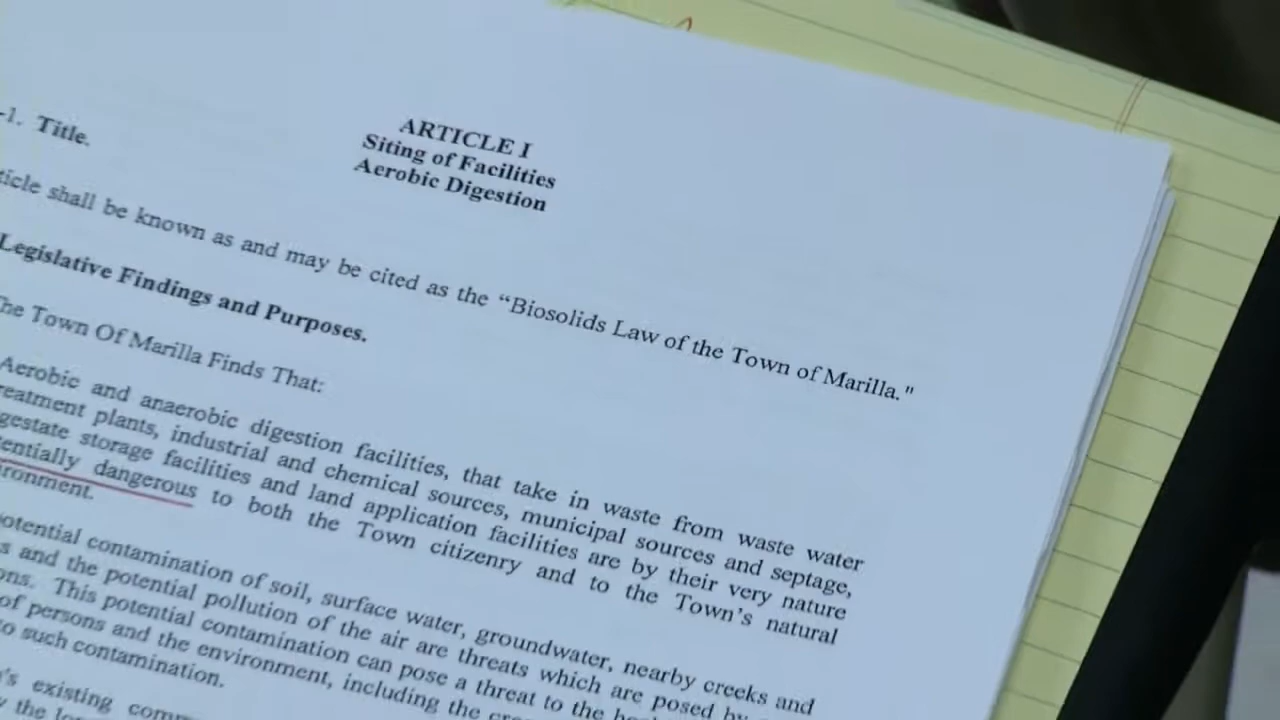 ARTICLE I
Siting of Facilities
Aerobic Digestion
-1. Title.
ticle shall be known as and may be cited as the “Biosolids Law of the Town of Marilla."
Legislative Findings and Purposes.
The Town Of Marilla Finds That:
Aerobic and anaerobic digestion facilities, that take in waste from waste water
reatment plants, industrial and chemical sources, municipal sources and septage,
gestate storage facilities and land application facilities are by their very nature
entially dangerous to both the Town citizenry and to the Town's natural
ironment.
potential contamination of soil, surface water, groundwater, nearby creeks and
s and the potential pollution of the air are threats which are posed by
ons. This potential contamination can pose a threat to the
of persons and the environment, including the
to such contamination.
's existing
the